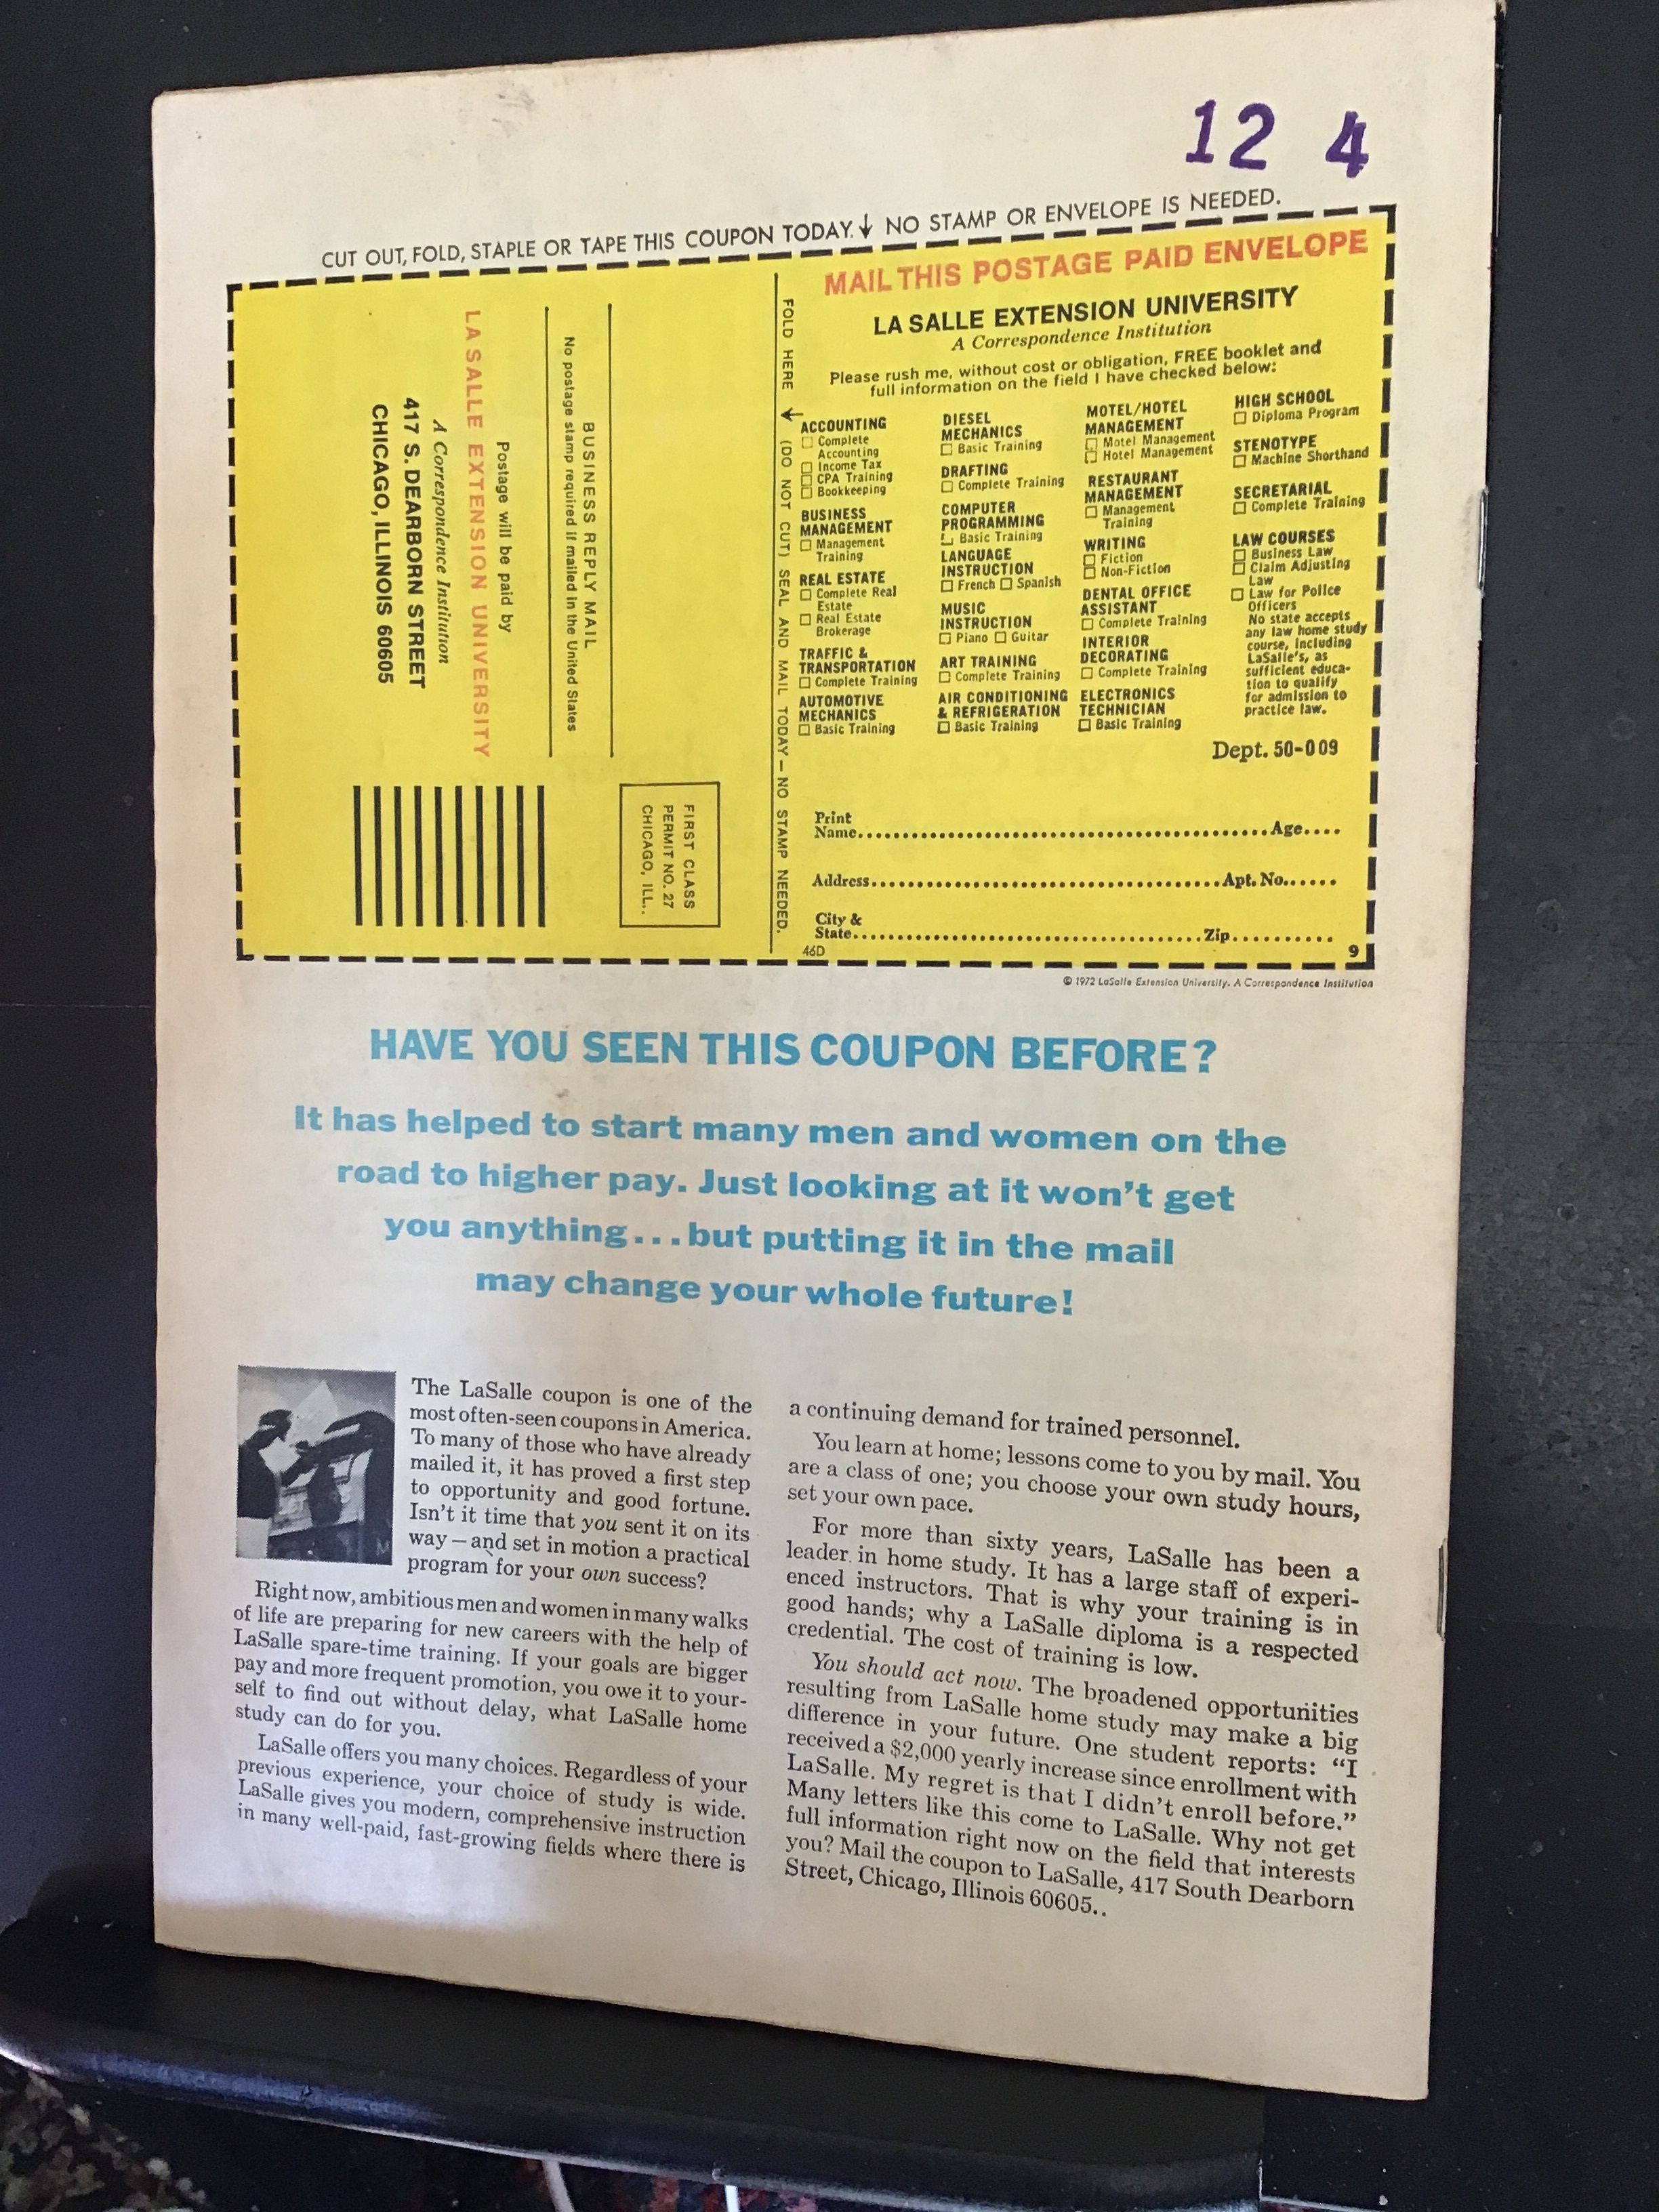 12 4
CUT OUT, FOLD, STAPLE OR TAPE THIS COUPON TODAY. ↓ NO STAMP OR ENVELOPE IS NEEDED.
MAIL THIS POSTAGE PAID ENVELOPE
LA SALLE EXTENSION UNIVERSITY
A Correspondence Institution
Please rush me, without cost or obligation, FREE booklet and
full information on the field I have checked below:
ACCOUNTING
☐ Complete
Accounting
☐ Income Tax
☐ CPA Training
☐ Bookkeeping
BUSINESS
MANAGEMENT
☐ Management
Training
REAL ESTATE
☐ Complete Real
Estate
☐ Real Estate
Brokerage
TRAFFIC &
TRANSPORTATION
☐ Complete Training
AUTOMOTIVE
MECHANICS
☐ Basic Training
DIESEL
MECHANICS
☐ Basic Training
DRAFTING
☐ Complete Training
COMPUTER
PROGRAMMING
☐ Basic Training
LANGUAGE
INSTRUCTION
☐ French ☐ Spanish
MUSIC
INSTRUCTION
☐ Piano ☐ Guitar
ART TRAINING
☐ Complete Training
AIR CONDITIONING
& REFRIGERATION
☐ Basic Training
MOTEL/HOTEL
MANAGEMENT
☐ Motel Management
☐ Hotel Management
RESTAURANT
MANAGEMENT
☐ Management
Training
WRITING
☐ Fiction
☐ Non-Fiction
DENTAL OFFICE
ASSISTANT
☐ Complete Training
INTERIOR
DECORATING
☐ Complete Training
ELECTRONICS
TECHNICIAN
☐ Basic Training
HIGH SCHOOL
☐ Diploma Program
STENOTYPE
☐ Machine Shorthand
SECRETARIAL
☐ Complete Training
LAW COURSES
☐ Business Law
☐ Claim Adjusting
Law
☐ Law for Police
Officers
No state accepts
any law home study
course, including
LaSalle's, as
sufficient educa-
tion to qualify
for admission to
practice law.
Dept. 50-009
Print
Name........Age....
Address........Apt. No......
City &
State........Zip..........
46D
9
FOLD HERE ↓ (DO NOT CUT) SEAL AND MAIL TODAY — NO STAMP NEEDED.
FIRST CLASS
PERMIT NO. 27
CHICAGO, ILL..
BUSINESS REPLY MAIL
No postage stamp required if mailed in the United States
Postage will be paid by
LA SALLE EXTENSION UNIVERSITY
A Correspondence Institution
417 S. DEARBORN STREET
CHICAGO, ILLINOIS 60605
© 1972 LaSalle Extension University. A Correspondence Institution
HAVE YOU SEEN THIS COUPON BEFORE?
It has helped to start many men and women on the
road to higher pay. Just looking at it won't get
you anything...but putting it in the mail
may change your whole future!
The LaSalle coupon is one of the
most often-seen coupons in America.
To many of those who have already
mailed it, it has proved a first step
to opportunity and good fortune.
Isn't it time that you sent it on its
way—and set in motion a practical
program for your own success?
Right now, ambitious men and women in many walks
of life are preparing for new careers with the help of
LaSalle spare-time training. If your goals are bigger
pay and more frequent promotion, you owe it to your-
self to find out without delay, what LaSalle home
study can do for you.
LaSalle offers you many choices. Regardless of your
previous experience, your choice of study is wide.
LaSalle gives you modern, comprehensive instruction
in many well-paid, fast-growing fields where there is
a continuing demand for trained personnel.
You learn at home; lessons come to you by mail. You
are a class of one; you choose your own study hours,
set your own pace.
For more than sixty years, LaSalle has been a
leader in home study. It has a large staff of experi-
enced instructors. That is why your training is in
good hands; why a LaSalle diploma is a respected
credential. The cost of training is low.
You should act now. The broadened opportunities
resulting from LaSalle home study may make a big
difference in your future. One student reports: “I
received a $2,000 yearly increase since enrollment with
LaSalle. My regret is that I didn't enroll before.”
Many letters like this come to LaSalle. Why not get
full information right now on the field that interests
you? Mail the coupon to LaSalle, 417 South Dearborn
Street, Chicago, Illinois 60605..